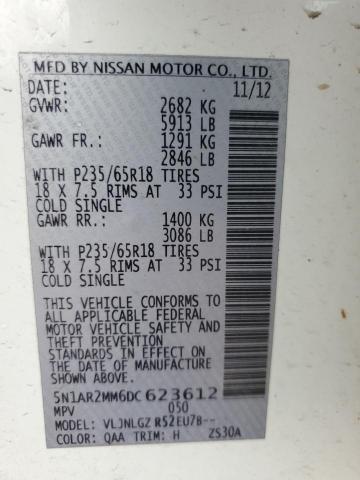 MFD BY NISSAN MOTOR CO., LTD.
DATE: 11/12
GVWR: 2682 KG
5913 LB
GAWR FR.: 1291 KG
2846 LB
WITH P235/65R18 TIRES
18 X 7.5 RIMS AT 33 PSI
COLD SINGLE
GAWR RR.: 1400 KG
3086 LB
WITH P235/65R18 TIRES
18 X 7.5 RIMS AT 33 PSI
COLD SINGLE
THIS VEHICLE CONFORMS TO
ALL APPLICABLE FEDERAL
MOTOR VEHICLE SAFETY AND
THEFT PREVENTION
STANDARDS IN EFFECT ON
THE DATE OF MANUFACTURE
SHOWN ABOVE.
5N1AR2MM6DC623612
MPV 050
MODEL: VLJNLGZ R52EU7B--
COLOR: QAA TRIM: H ZS30A